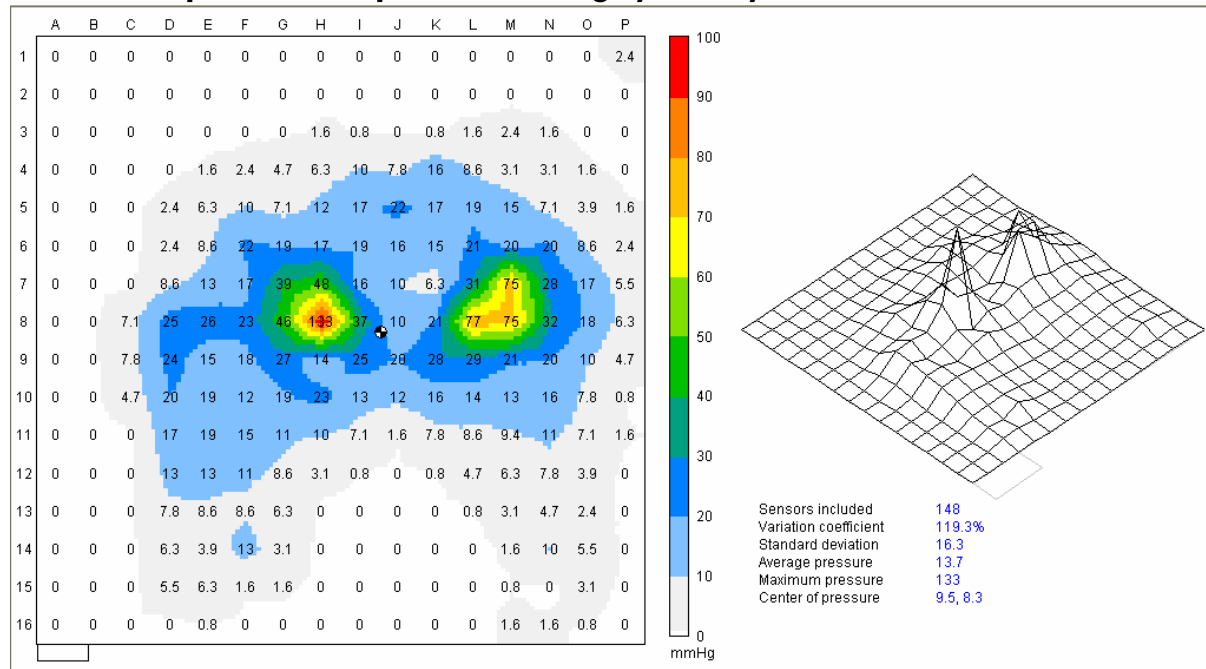 A B C D E F G H I J K L M N O P
1 0 0 0 0 0 0 0 0 0 0 0 0 0 0 0 2.4
2 0 0 0 0 0 0 0 0 0 0 0 0 0 0 0 0
3 0 0 0 0 0 0 0 1.6 0.8 0 0.8 1.6 2.4 1.6 0 0
4 0 0 0 0 1.6 2.4 4.7 6.3 10 7.8 16 8.6 3.1 3.1 1.6 0
5 0 0 0 2.4 6.3 10 7.1 12 17 22 17 19 15 7.1 3.9 1.6
6 0 0 0 2.4 8.6 22 19 17 19 16 15 21 20 20 8.6 2.4
7 0 0 0 8.6 13 17 39 48 16 10 6.3 31 75 28 17 5.5
8 0 0 7.1 25 26 23 46 133 37 10 21 77 75 32 18 6.3
9 0 0 7.8 24 15 18 27 14 25 20 28 29 21 20 10 4.7
10 0 0 4.7 20 19 12 19 23 13 12 16 14 13 16 7.8 0.8
11 0 0 0 17 19 15 11 10 7.1 1.6 7.8 8.6 9.4 11 7.1 1.6
12 0 0 0 13 13 11 8.6 3.1 0.8 0 0.8 4.7 6.3 7.8 3.9 0
13 0 0 0 7.8 8.6 8.6 6.3 0 0 0 0 0.8 3.1 4.7 2.4 0
14 0 0 0 6.3 3.9 13 3.1 0 0 0 0 0 1.6 10 5.5 0
15 0 0 0 5.5 6.3 1.6 1.6 0 0 0 0 0 0.8 0 3.1 0
16 0 0 0 0 0.8 0 0 0 0 0 0 0 1.6 1.6 0.8 0
100
90
80
70
60
50
40
30
20
10
0
mmHg
Sensors included 148
Variation coefficient 119.3%
Standard deviation 16.3
Average pressure 13.7
Maximum pressure 133
Center of pressure 9.5, 8.3